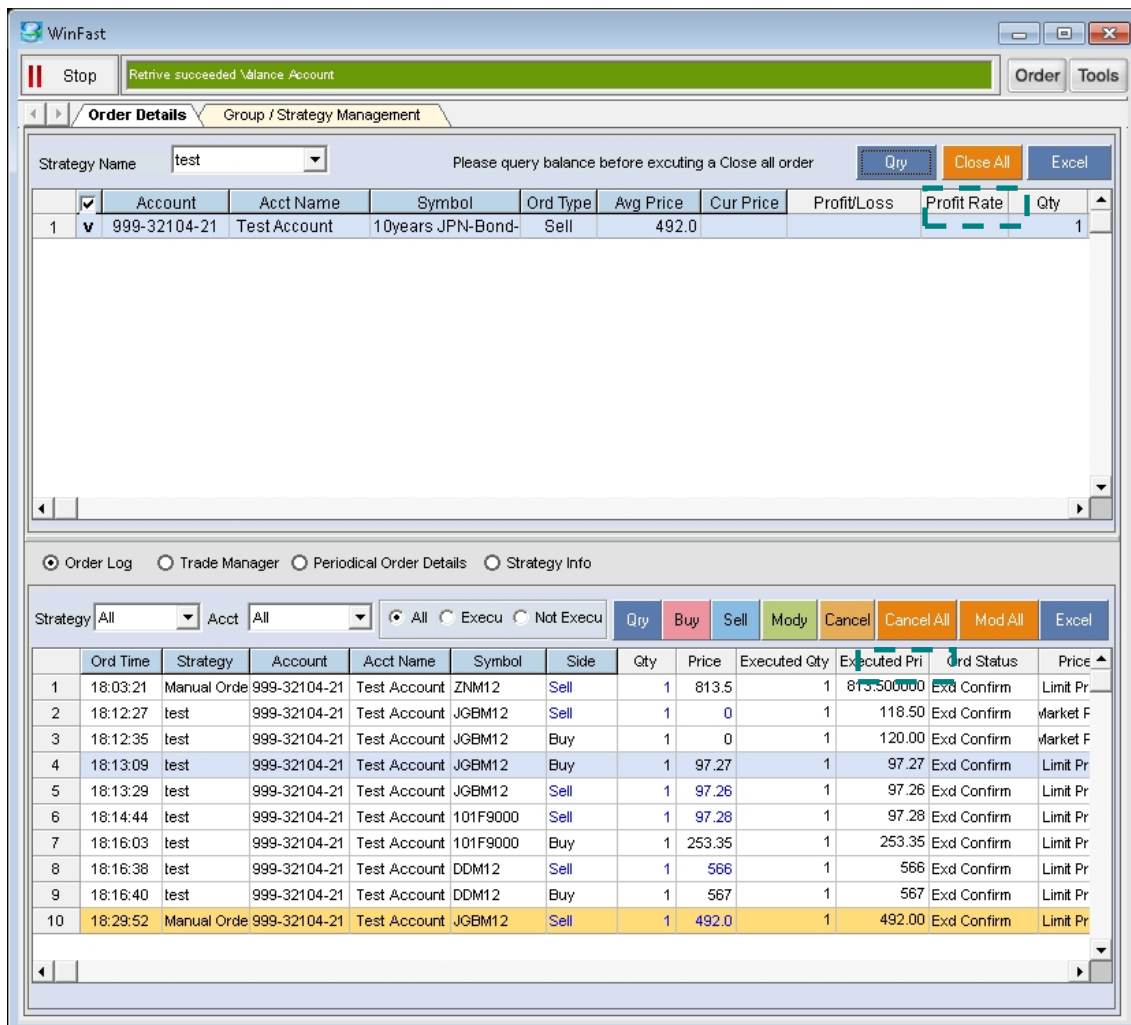 WinFast
Stop Retrive succeeded \/alance Account Order Tools
Order Details Group / Strategy Management
Strategy Name test Please query balance before excuting a Close all order Qry Close All Excel
Account Acct Name Symbol Ord Type Avg Price Cur Price Profit/Loss Profit Rate Qty
1 v 999-32104-21 Test Account 10years JPN-Bond- Sell 492.0 1
Order Log Trade Manager Periodical Order Details Strategy Info
Strategy All Acct All All Execu Not Execu Qry Buy Sell Mody Cancel Cancel All Mod All Excel
Ord Time Strategy Account Acct Name Symbol Side Qty Price Executed Qty Executed Pri Ord Status Price
1 18:03:21 Manual Orde 999-32104-21 Test Account ZNM12 Sell 1 813.5 1 813.500000 Exd Confirm Limit Pr
2 18:12:27 test 999-32104-21 Test Account JGBM12 Sell 1 0 1 118.50 Exd Confirm Market P
3 18:12:35 test 999-32104-21 Test Account JGBM12 Buy 1 0 1 120.00 Exd Confirm Market P
4 18:13:09 test 999-32104-21 Test Account JGBM12 Buy 1 97.27 1 97.27 Exd Confirm Limit Pr
5 18:13:29 test 999-32104-21 Test Account JGBM12 Sell 1 97.26 1 97.26 Exd Confirm Limit Pr
6 18:14:44 test 999-32104-21 Test Account 101F9000 Sell 1 97.28 1 97.28 Exd Confirm Limit Pr
7 18:16:03 test 999-32104-21 Test Account 101F9000 Buy 1 253.35 1 253.35 Exd Confirm Limit Pr
8 18:16:38 test 999-32104-21 Test Account DDM12 Sell 1 566 1 566 Exd Confirm Limit Pr
9 18:16:40 test 999-32104-21 Test Account DDM12 Buy 1 567 1 567 Exd Confirm Limit Pr
10 18:29:52 Manual Orde 999-32104-21 Test Account JGBM12 Sell 1 492.0 1 492.00 Exd Confirm Limit Pr